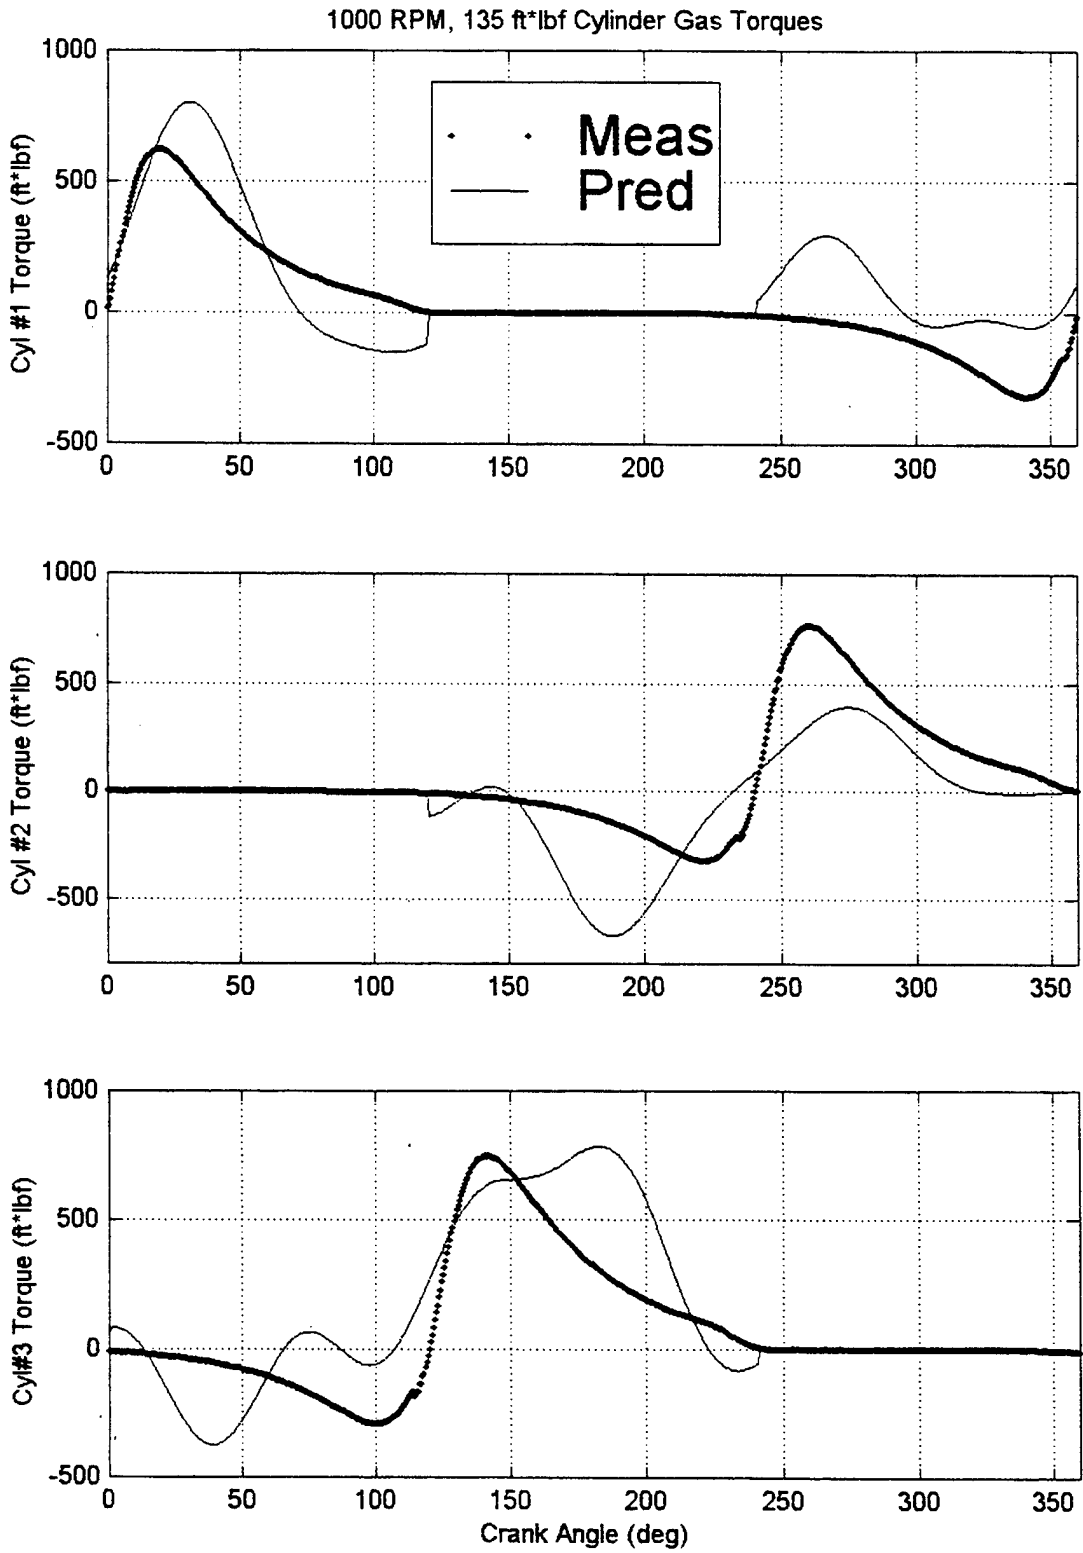 1000 RPM, 135 ft*lbf Cylinder Gas Torques
1000
500
0
-500
Cyl #1 Torque (ft*lbf)
Meas
Pred
0 50 100 150 200 250 300 350
1000
500
0
-500
Cyl #2 Torque (ft*lbf)
0 50 100 150 200 250 300 350
1000
500
0
-500
Cyl#3 Torque (ft*lbf)
0 50 100 150 200 250 300 350
Crank Angle (deg)